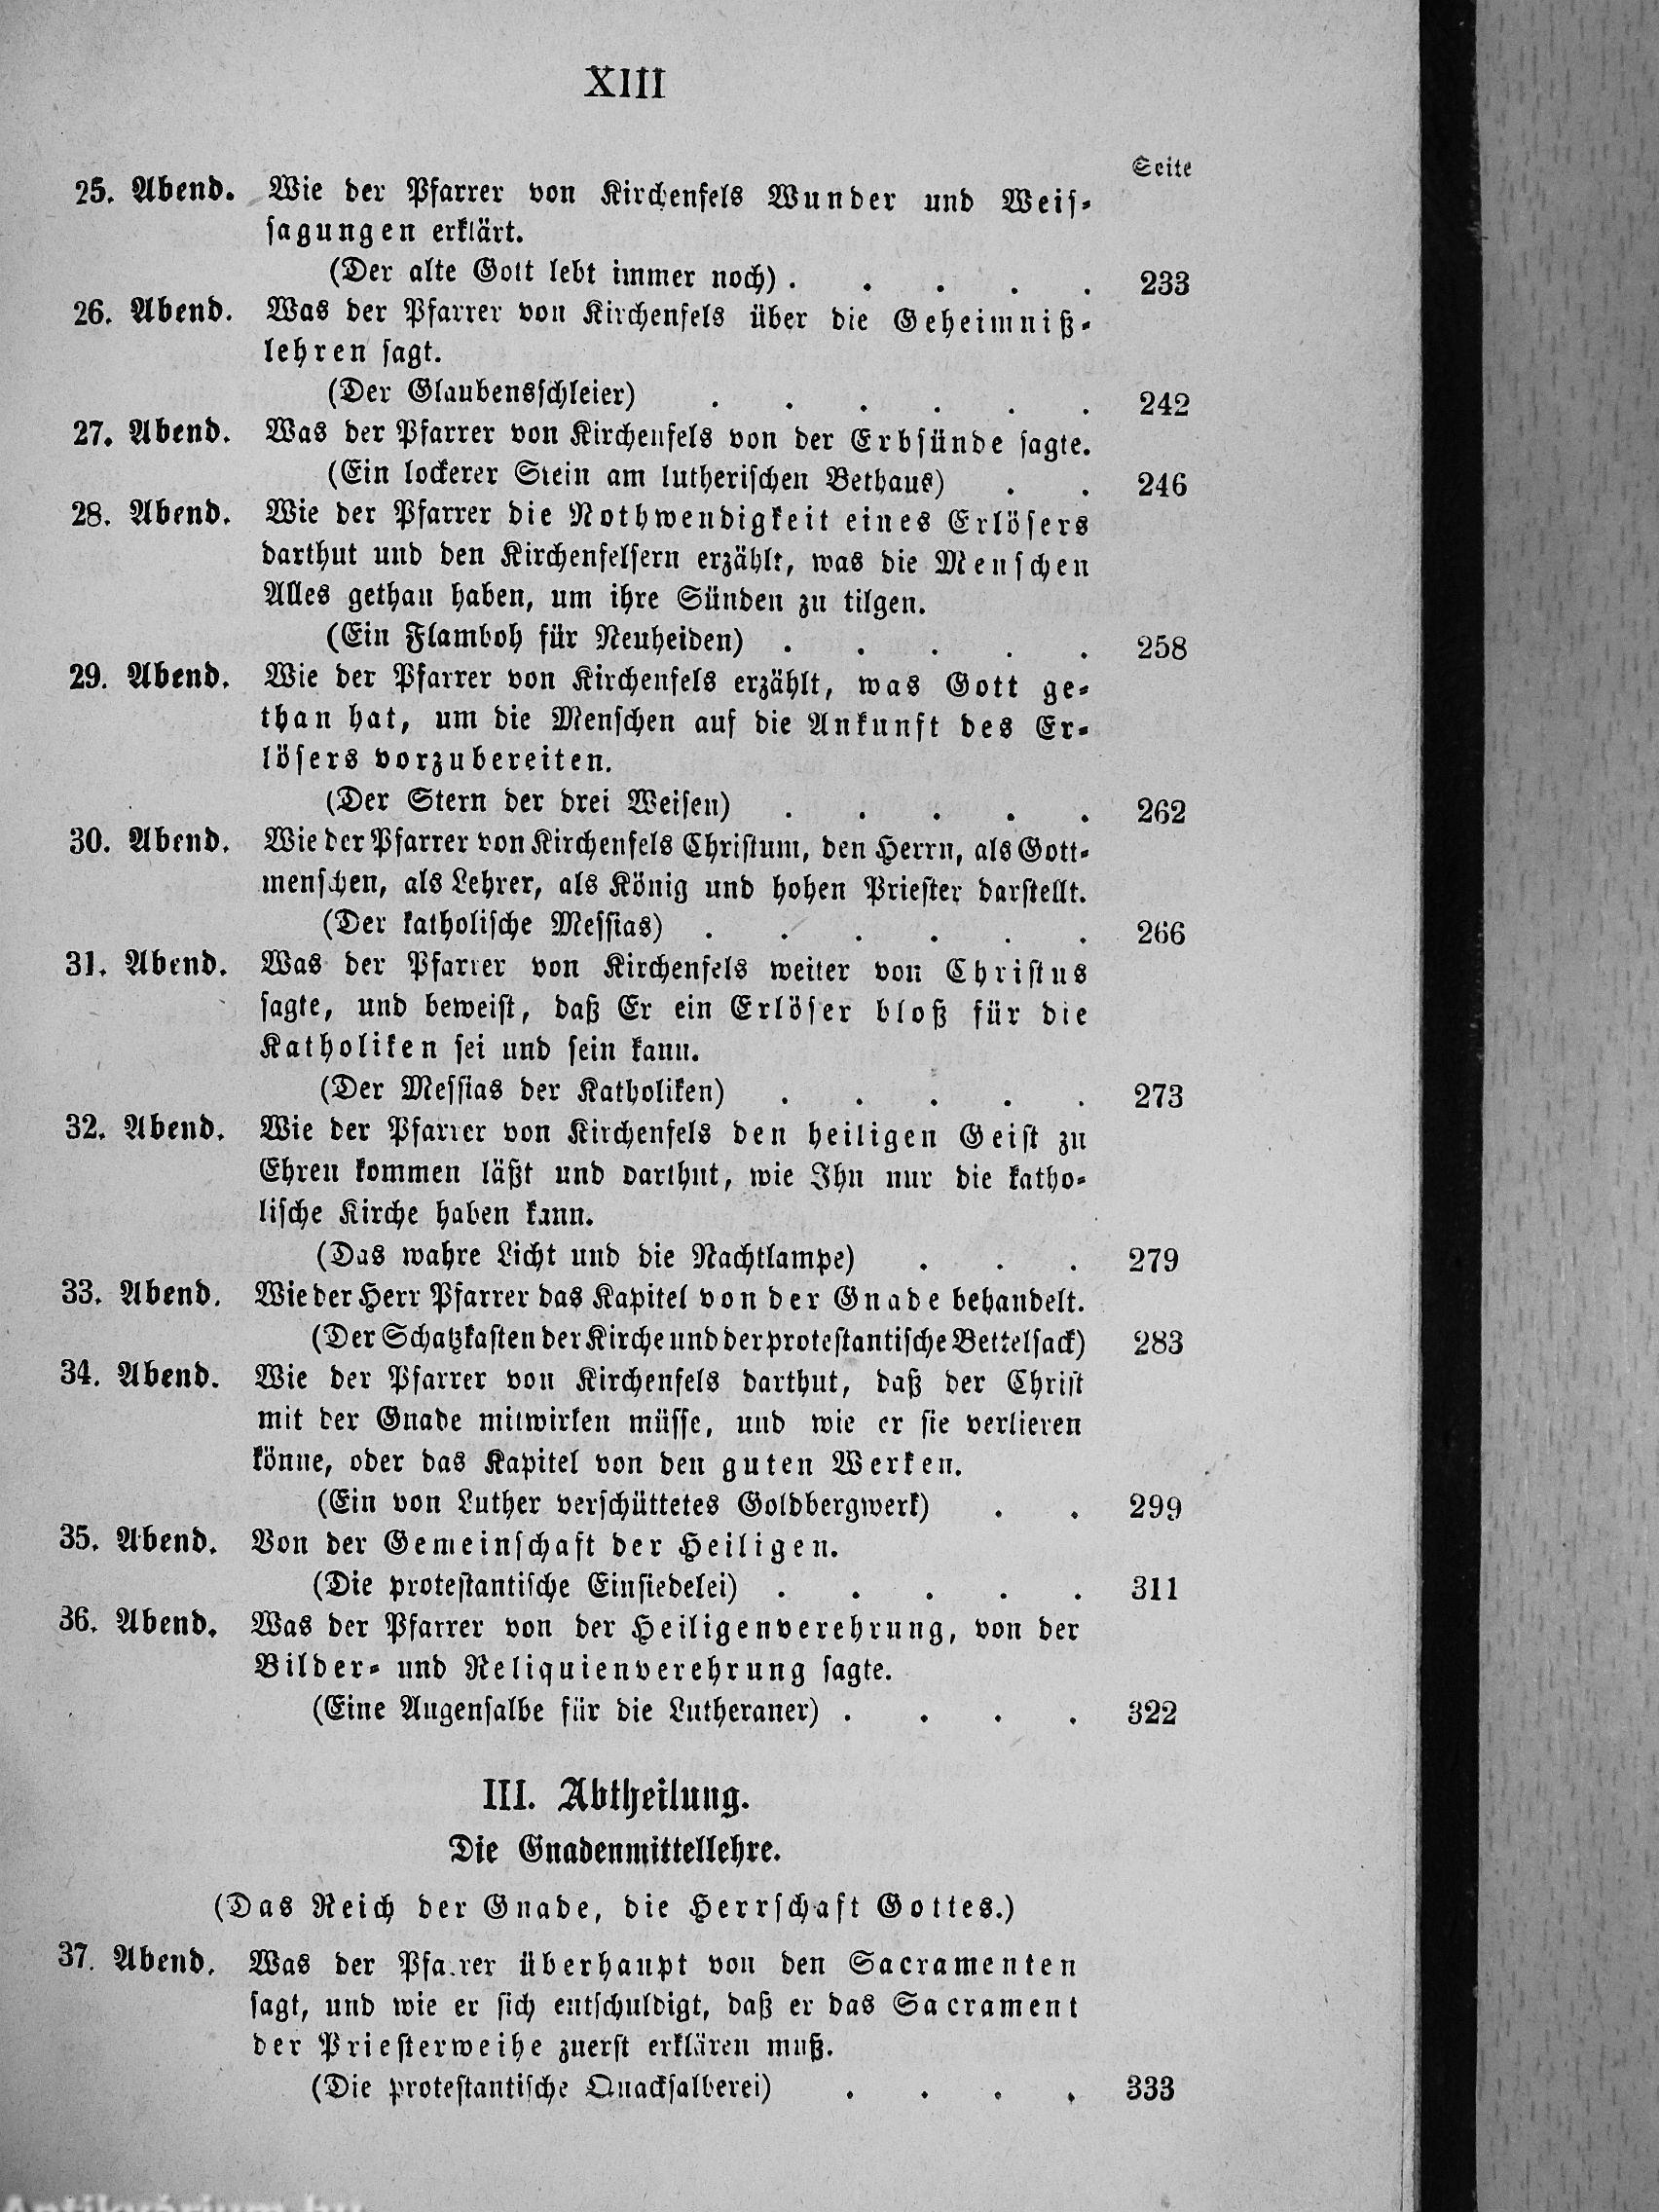 XIII
Seite
25. Abend. Wie der Pfarrer von Kirchenfels Wunder und Weis-
sagungen erklärt.
(Der alte Gott lebt immer noch) . . . . . 233
26. Abend. Was der Pfarrer von Kirchenfels über die Geheimniß-
lehren sagt.
(Der Glaubensschleier) . . . . . . 242
27. Abend. Was der Pfarrer von Kirchenfels von der Erbsünde sagte.
(Ein lockerer Stein am lutherischen Bethaus) . . 246
28. Abend. Wie der Pfarrer die Nothwendigkeit eines Erlösers
darthut und den Kirchenfelsern erzählt, was die Menschen
Alles gethan haben, um ihre Sünden zu tilgen.
(Ein Flamboh für Neuheiden) . . . . . 258
29. Abend. Wie der Pfarrer von Kirchenfels erzählt, was Gott ge-
than hat, um die Menschen auf die Ankunft des Er-
lösers vorzubereiten.
(Der Stern der drei Weisen) . . . . . 262
30. Abend. Wie der Pfarrer von Kirchenfels Christum, den Herrn, als Gott-
menschen, als Lehrer, als König und hohen Priester darstellt.
(Der katholische Messias) . . . . . . 266
31. Abend. Was der Pfarrer von Kirchenfels weiter von Christus
sagte, und beweist, daß Er ein Erlöser bloß für die
Katholiken sei und sein kann.
(Der Messias der Katholiken) . . . . . 273
32. Abend. Wie der Pfarrer von Kirchenfels den heiligen Geist zu
Ehren kommen läßt und darthut, wie Ihn nur die katho-
lische Kirche haben kann.
(Das wahre Licht und die Nachtlampe) . . . 279
33. Abend. Wie der Herr Pfarrer das Kapitel von der Gnade behandelt.
(Der Schatzkasten der Kirche und der protestantische Bettelsack) 283
34. Abend. Wie der Pfarrer von Kirchenfels darthut, daß der Christ
mit der Gnade mitwirken müsse, und wie er sie verlieren
könne, oder das Kapitel von den guten Werken.
(Ein von Luther verschüttetes Goldbergwerk) . . 299
35. Abend. Von der Gemeinschaft der Heiligen.
(Die protestantische Einsiedelei) . . . . . 311
36. Abend. Was der Pfarrer von der Heiligenverehrung, von der
Bilder- und Reliquienverehrung sagte.
(Eine Augensalbe für die Lutheraner) . . . . 322
III. Abtheilung.
Die Gnadenmittellehre.
(Das Reich der Gnade, die Herrschaft Gottes.)
37. Abend. Was der Pfarrer überhaupt von den Sacramenten
sagt, und wie er sich entschuldigt, daß er das Sacrament
der Priesterweihe zuerst erklären muß.
(Die protestantische Quacksalberei) . . . . 333